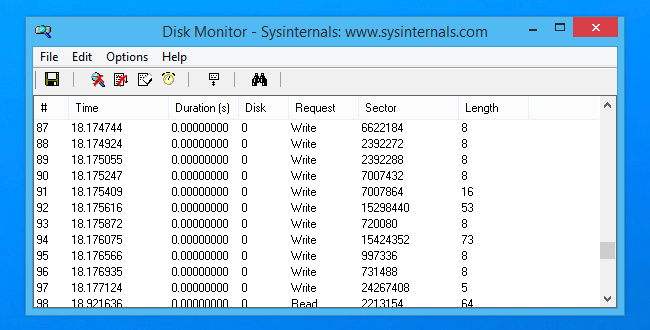 Disk Monitor - Sysinternals: www.sysinternals.com
File Edit Options Help
# Time Duration (s) Disk Request Sector Length
87 18.174744 0.00000000 0 Write 6622184 8
88 18.174924 0.00000000 0 Write 2392272 8
89 18.175055 0.00000000 0 Write 2392288 8
90 18.175247 0.00000000 0 Write 7007432 8
91 18.175409 0.00000000 0 Write 7007864 16
92 18.175616 0.00000000 0 Write 15298440 53
93 18.175872 0.00000000 0 Write 720080 8
94 18.176075 0.00000000 0 Write 15424352 73
95 18.176566 0.00000000 0 Write 997336 8
96 18.176935 0.00000000 0 Write 731488 8
97 18.177124 0.00000000 0 Write 24267408 5
98 18.921636 0.00000000 0 Read 2213154 64